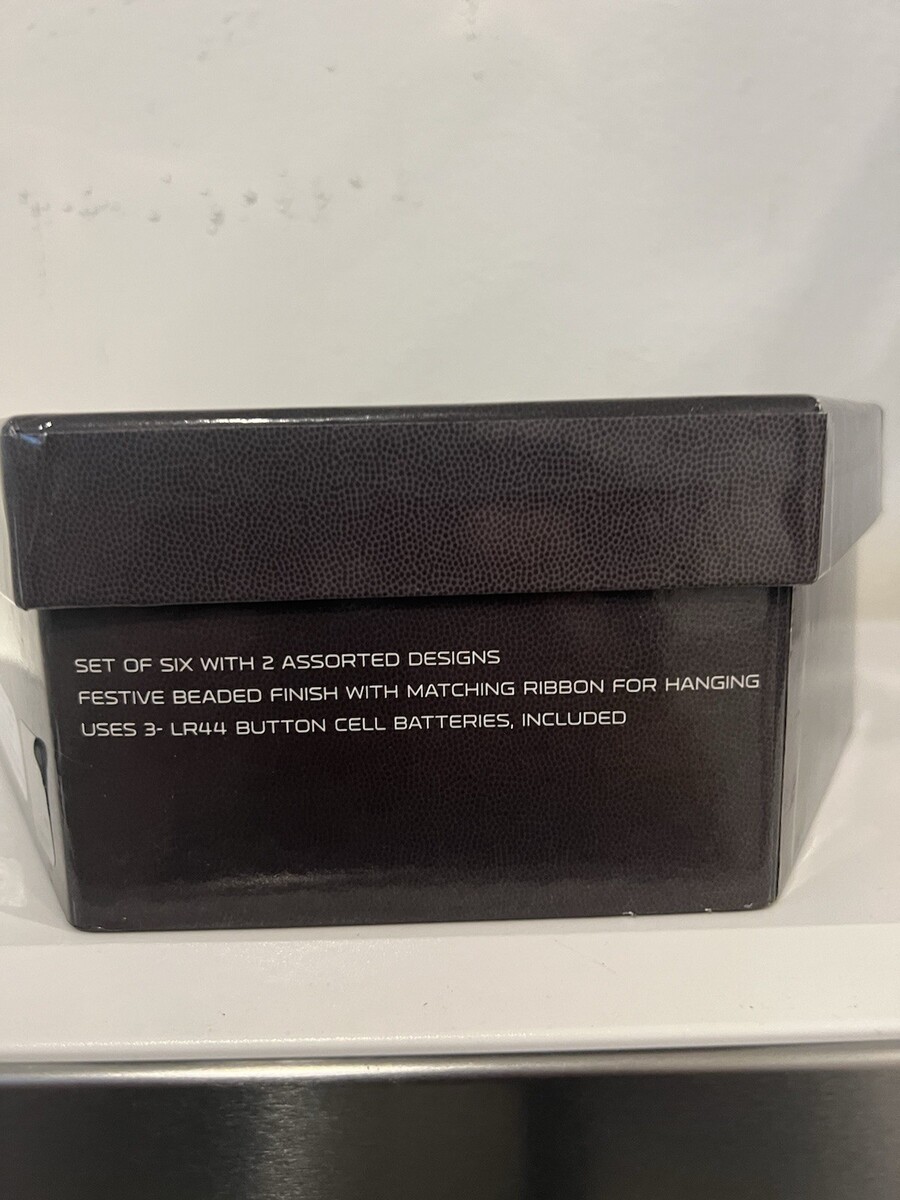 SET OF SIX WITH 2 ASSORTED DESIGNS
FESTIVE BEADED FINISH WITH MATCHING RIBBON FOR HANGING
USES 3- LR44 BUTTON CELL BATTERIES, INCLUDED